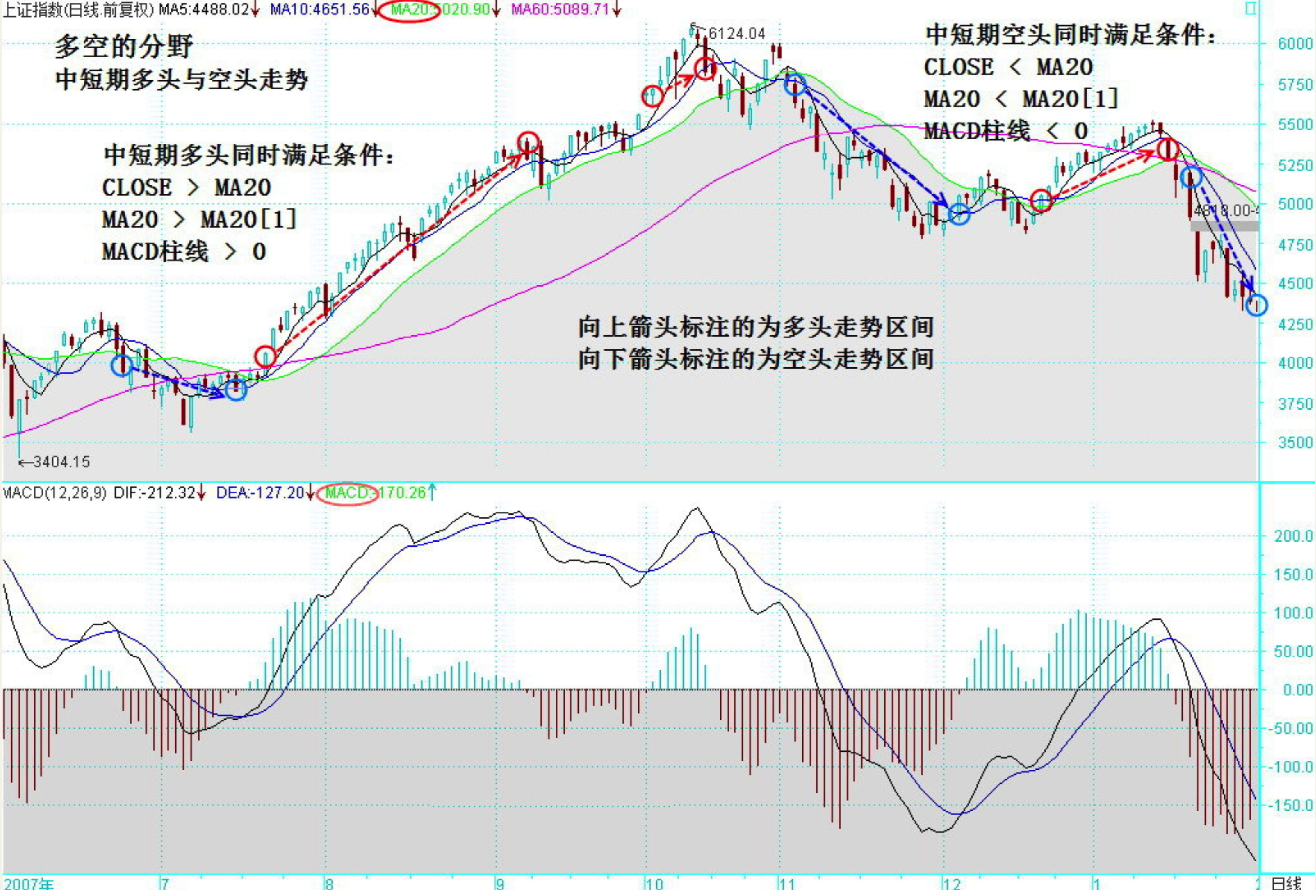 上证指数(日线.前复权) MA5:4488.02↓ MA10:4651.56↓ MA20:5020.90↓ MA60:5089.71↓
多空的分野
中短期多头与空头走势
中短期多头同时满足条件：
CLOSE > MA20
MA20 > MA20[1]
MACD柱线 > 0
6124.04
中短期空头同时满足条件：
CLOSE < MA20
MA20 < MA20[1]
MACD柱线 < 0
向上箭头标注的为多头走势区间
向下箭头标注的为空头走势区间
←3404.15
6000
5750
5500
5250
5000
4750
4500
4250
4000
3750
3500
MACD(12,26,9) DIF:-212.32↓ DEA:-127.20↓ MACD:-170.26↑
200.0
150.0
100.0
50.00
0.00
-50.00
-100.0
-150.0
2007年 7 8 9 10 11 12 1 日线